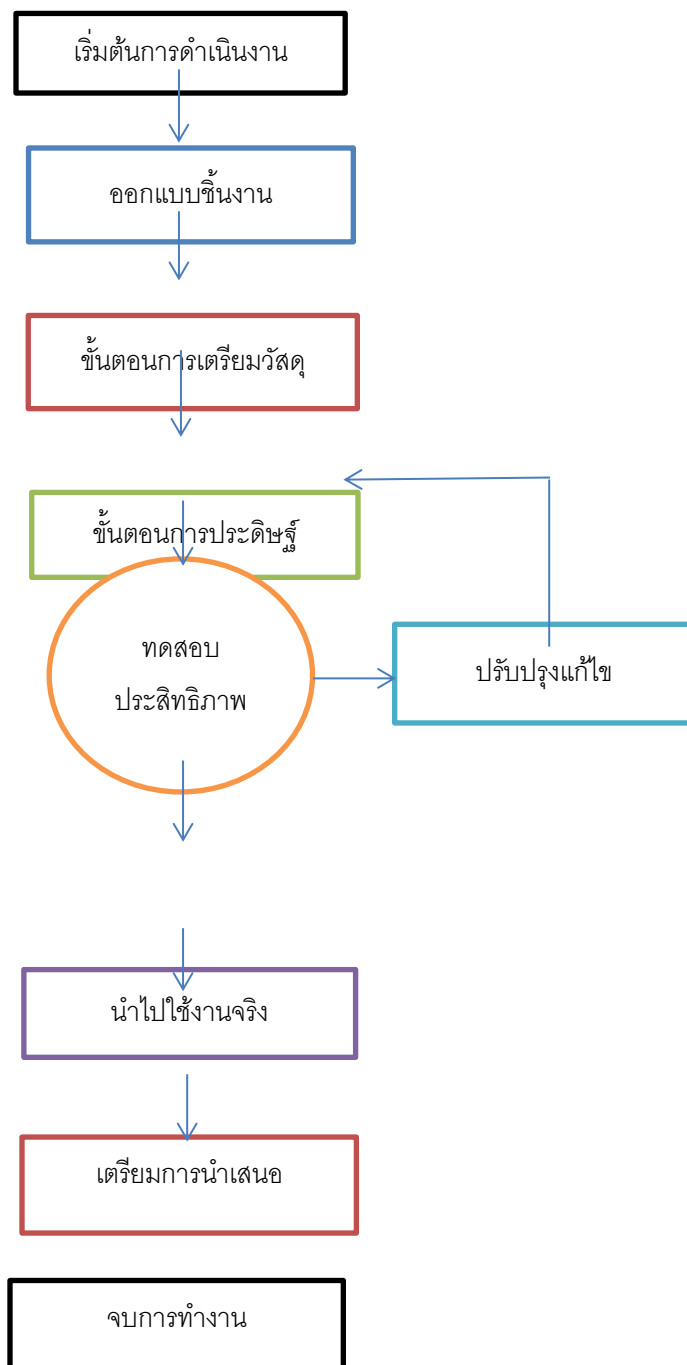 เริ่มต้นการดำเนินงาน
ออกแบบชิ้นงาน
ขั้นตอนการเตรียมวัสดุ
ขั้นตอนการประดิษฐ์
ทดสอบ
ประสิทธิภาพ
ปรับปรุงแก้ไข
นำไปใช้งานจริง
เตรียมการนำเสนอ
จบการทำงาน